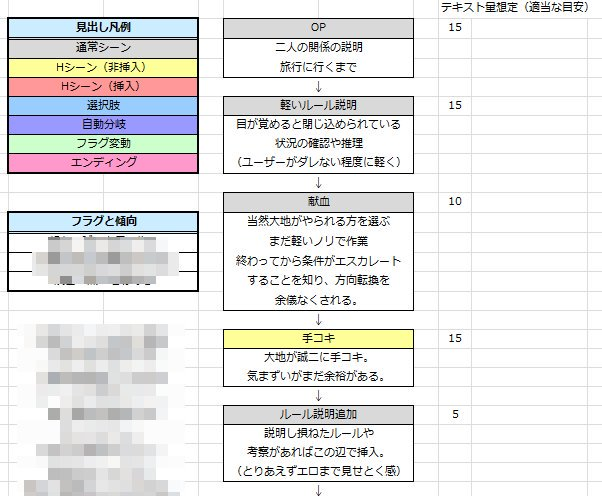 テキスト量想定（適当な目安）
見出し凡例
通常シーン
Hシーン（非挿入）
Hシーン（挿入）
選択肢
自動分岐
フラグ変動
エンディング
フラグと傾向
OP
15
二人の関係の説明
旅行に行くまで
↓
軽いルール説明
15
目が覚めると閉じ込められている
状況の確認や推理
（ユーザーがダレない程度に軽く）
↓
献血
10
当然大地がやられる方を選ぶ
まだ軽いノリで作業
終わってから条件がエスカレート
することを知り、方向転換を
余儀なくされる。
↓
手コキ
15
大地が誠二に手コキ。
気まずいがまだ余裕がある。
↓
ルール説明追加
5
説明し損ねたルールや
考察があればこの辺で挿入。
（とりあえずエロまで見せとく感）
↓